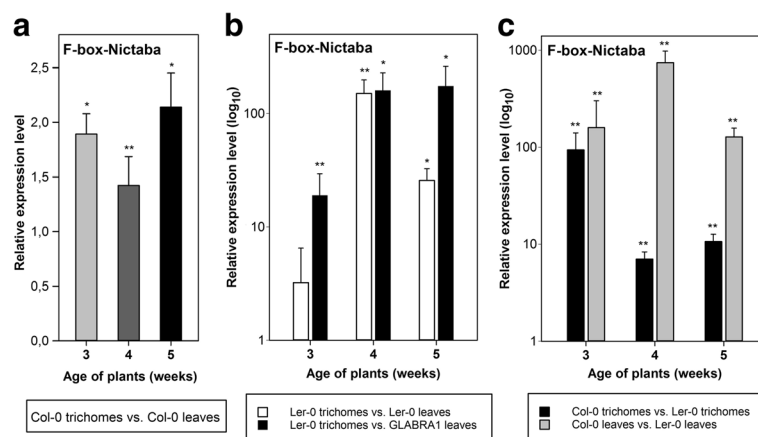 a
F-box-Nictaba
Relative expression level
2,5
2,0
1,5
1,0
0,5
0,0
*
**
*
3 4 5
Age of plants (weeks)
Col-0 trichomes vs. Col-0 leaves
b
F-box-Nictaba
Relative expression level (log10)
100
10
1
**
**
*
*
*
3 4 5
Age of plants (weeks)
Ler-0 trichomes vs. Ler-0 leaves
Ler-0 trichomes vs. GLABRA1 leaves
c
F-box-Nictaba
Relative expression level (log10)
1000
100
10
1
**
**
**
**
**
**
3 4 5
Age of plants (weeks)
Col-0 trichomes vs. Ler-0 trichomes
Col-0 leaves vs. Ler-0 leaves